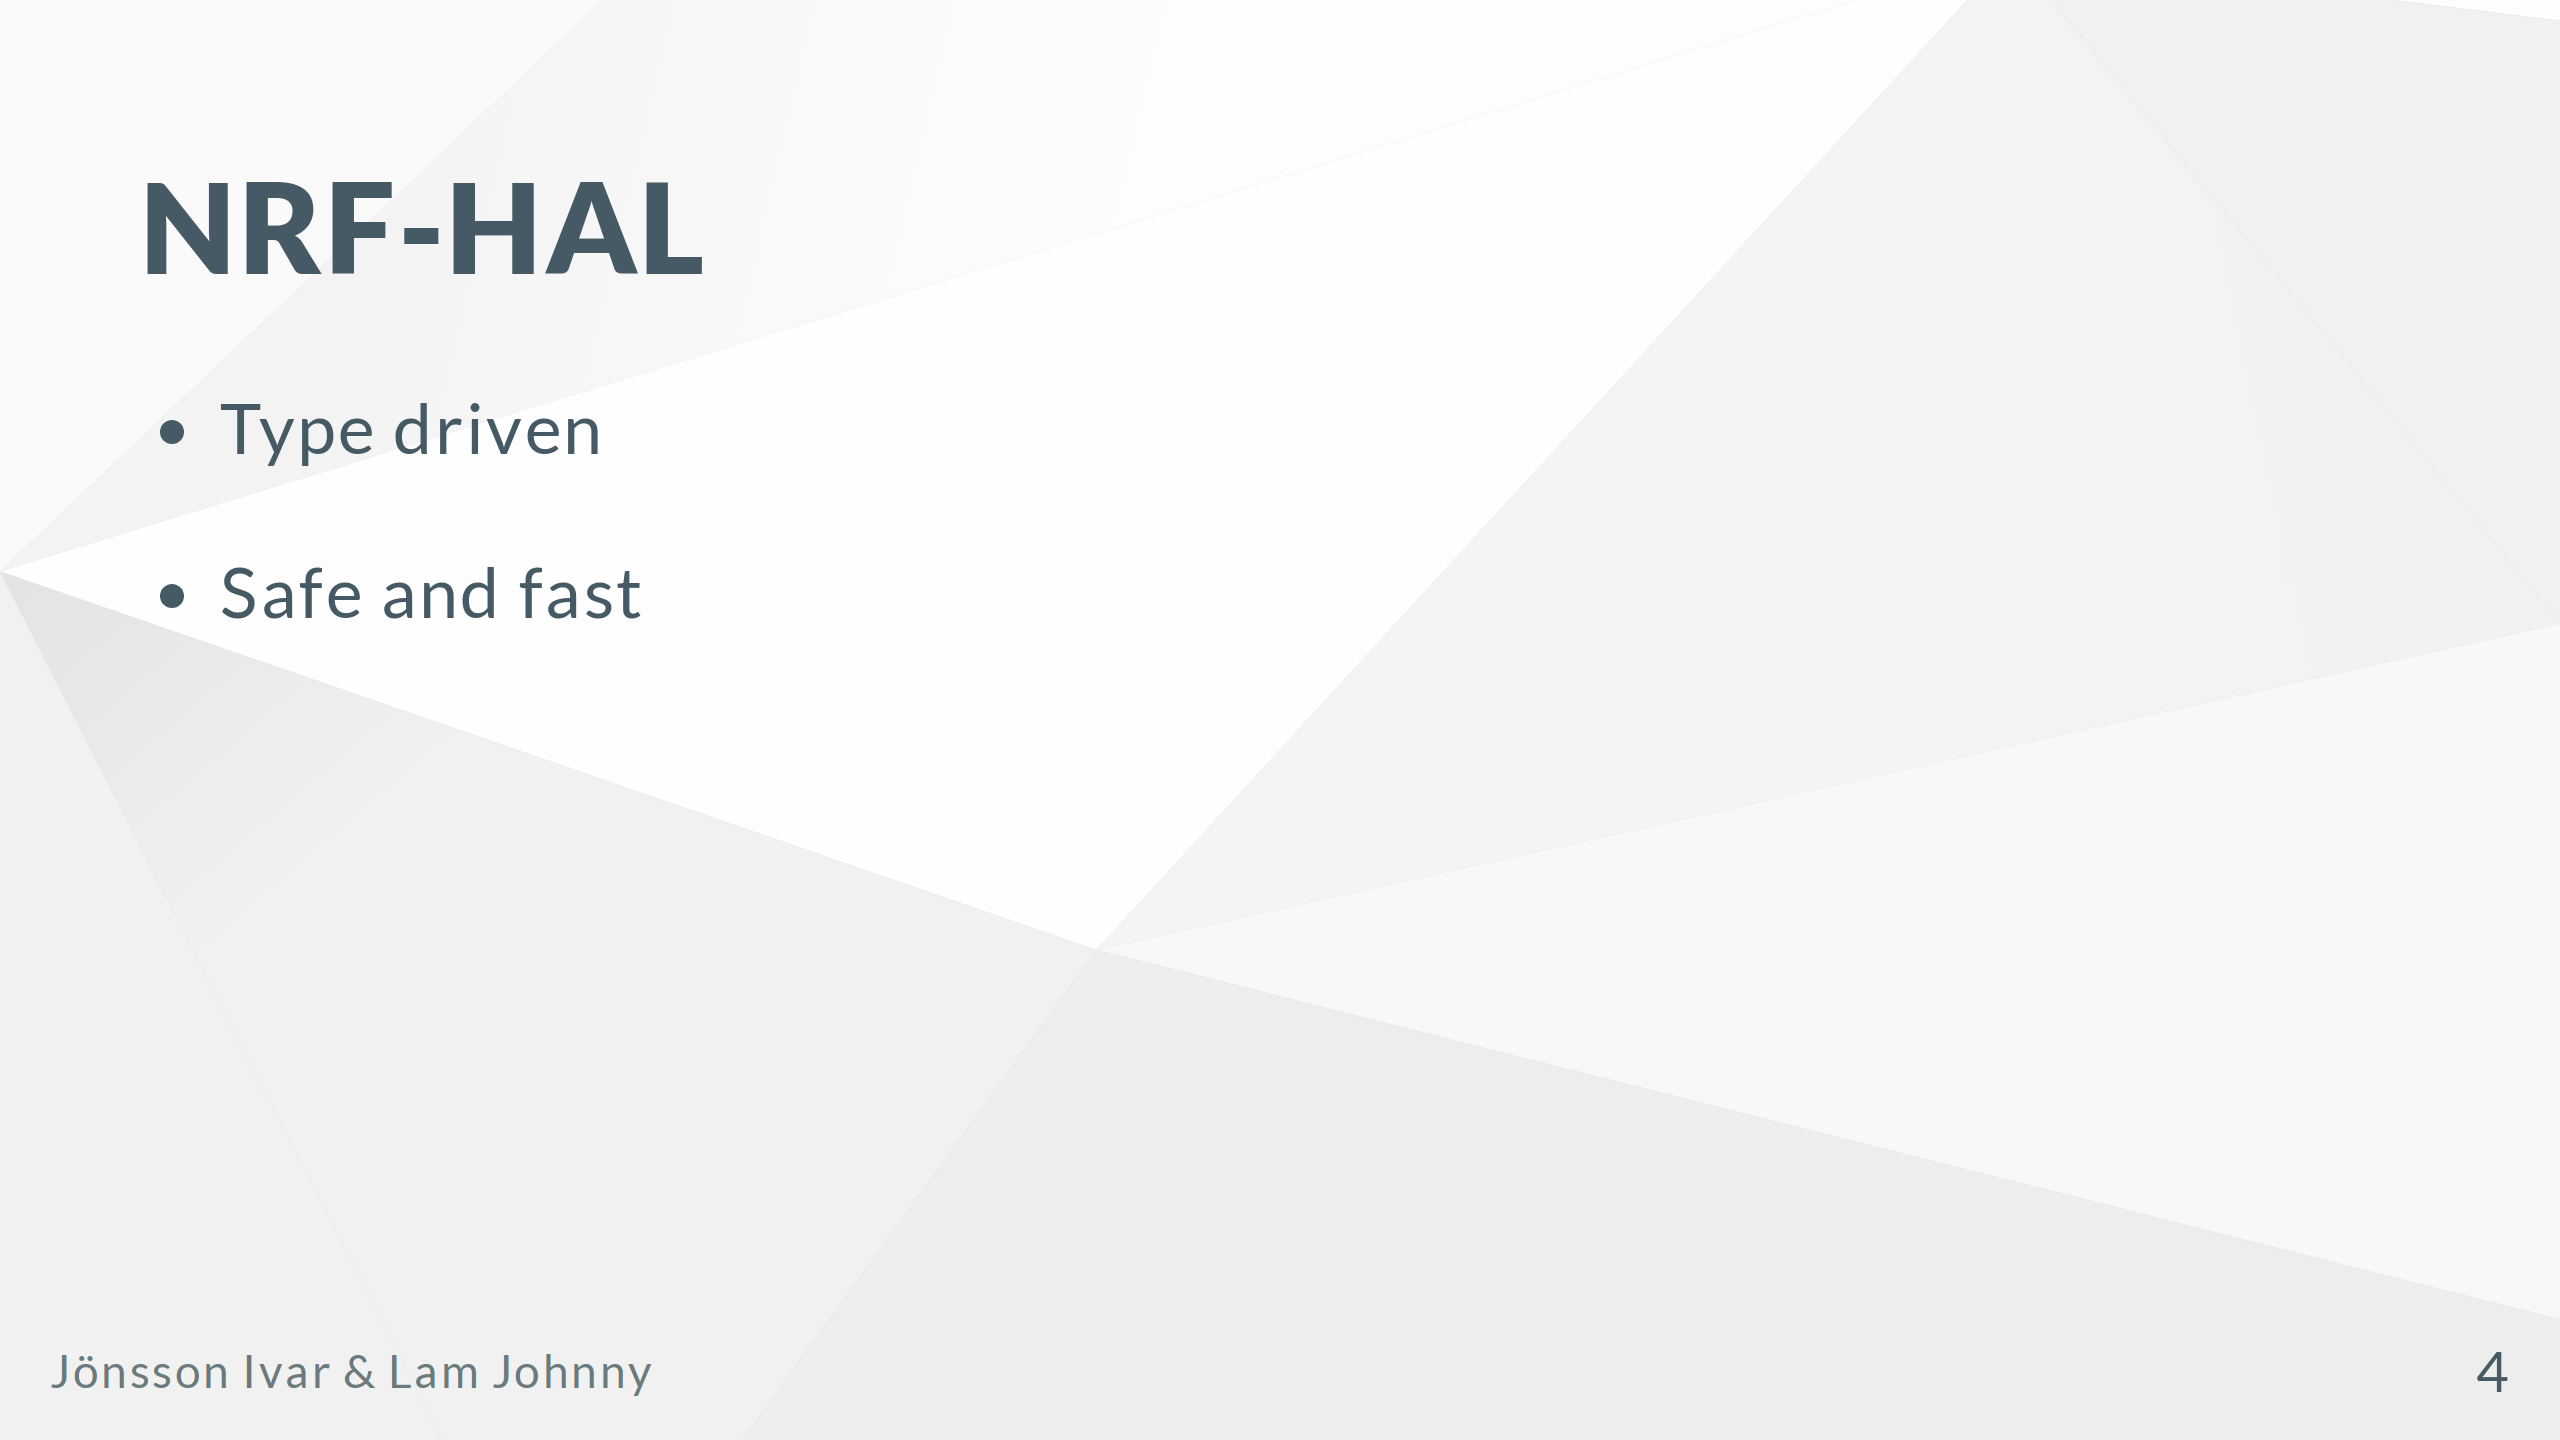 NRF-HAL
• Type driven
• Safe and fast
Jönsson Ivar & Lam Johnny
4